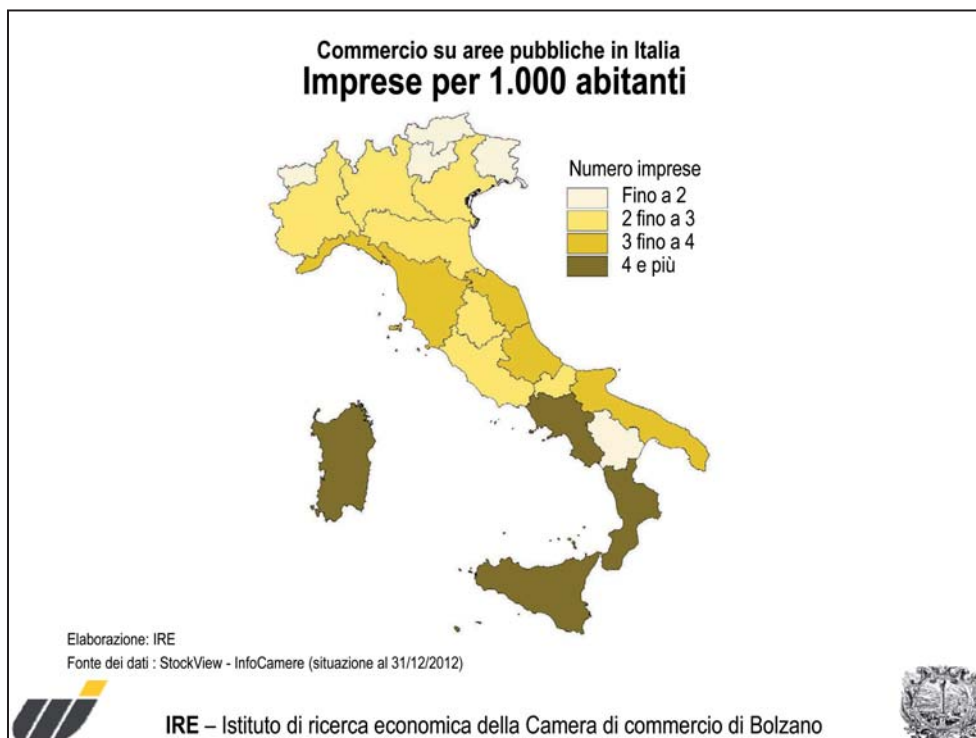 Commercio su aree pubbliche in Italia
Imprese per 1.000 abitanti
Numero imprese
Fino a 2
2 fino a 3
3 fino a 4
4 e più
Elaborazione: IRE
Fonte dei dati : StockView - InfoCamere (situazione al 31/12/2012)
IRE – Istituto di ricerca economica della Camera di commercio di Bolzano